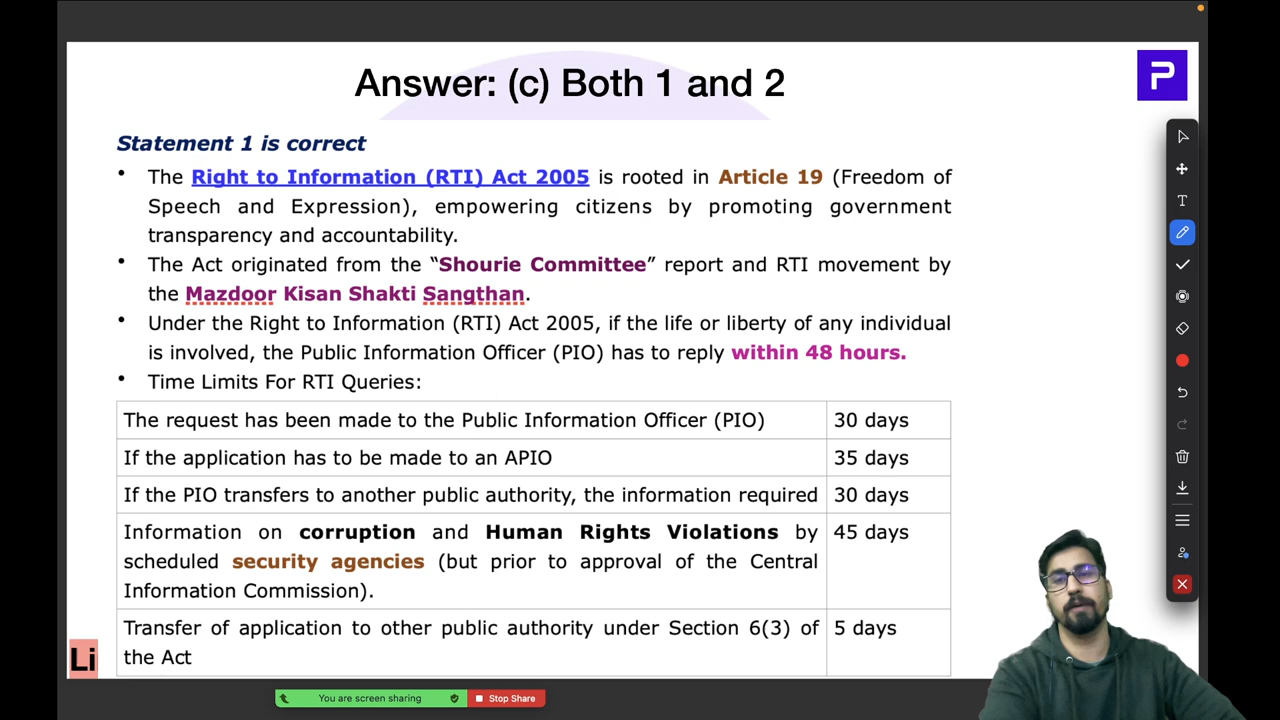 Answer: (c) Both 1 and 2
P
Statement 1 is correct
• The Right to Information (RTI) Act 2005 is rooted in Article 19 (Freedom of
Speech and Expression), empowering citizens by promoting government
transparency and accountability.
• The Act originated from the “Shourie Committee” report and RTI movement by
the Mazdoor Kisan Shakti Sangthan.
• Under the Right to Information (RTI) Act 2005, if the life or liberty of any individual
is involved, the Public Information Officer (PIO) has to reply within 48 hours.
• Time Limits For RTI Queries:
The request has been made to the Public Information Officer (PIO) 30 days
If the application has to be made to an APIO 35 days
If the PIO transfers to another public authority, the information required 30 days
Information on corruption and Human Rights Violations by 45 days
scheduled security agencies (but prior to approval of the Central
Information Commission).
Transfer of application to other public authority under Section 6(3) of 5 days
the Act
Li
You are screen sharing Stop Share
T